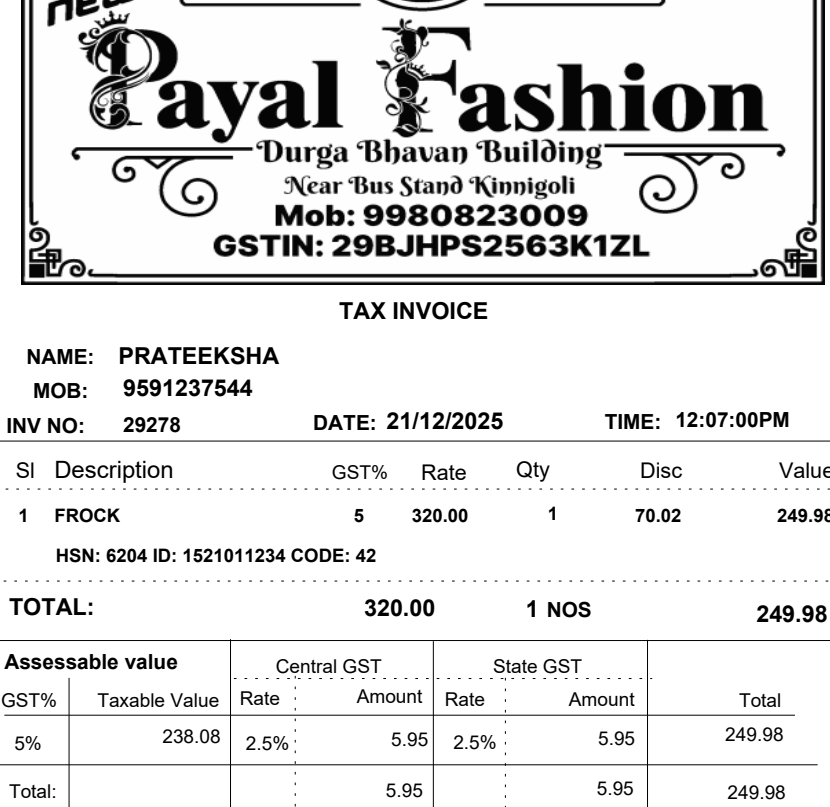 new
Payal Fashion
Durga Bhavan Building
Near Bus Stand Kinnigoli
Mob: 9980823009
GSTIN: 29BJHPS2563K1ZL
TAX INVOICE
NAME: PRATEEKSHA
MOB: 9591237544
INV NO: 29278 DATE: 21/12/2025 TIME: 12:07:00PM
Sl Description GST% Rate Qty Disc Value
1 FROCK 5 320.00 1 70.02 249.98
HSN: 6204 ID: 1521011234 CODE: 42
TOTAL: 320.00 1 NOS 249.98
Assessable value Central GST State GST
GST% Taxable Value Rate Amount Rate Amount Total
5% 238.08 2.5% 5.95 2.5% 5.95 249.98
Total: 5.95 5.95 249.98